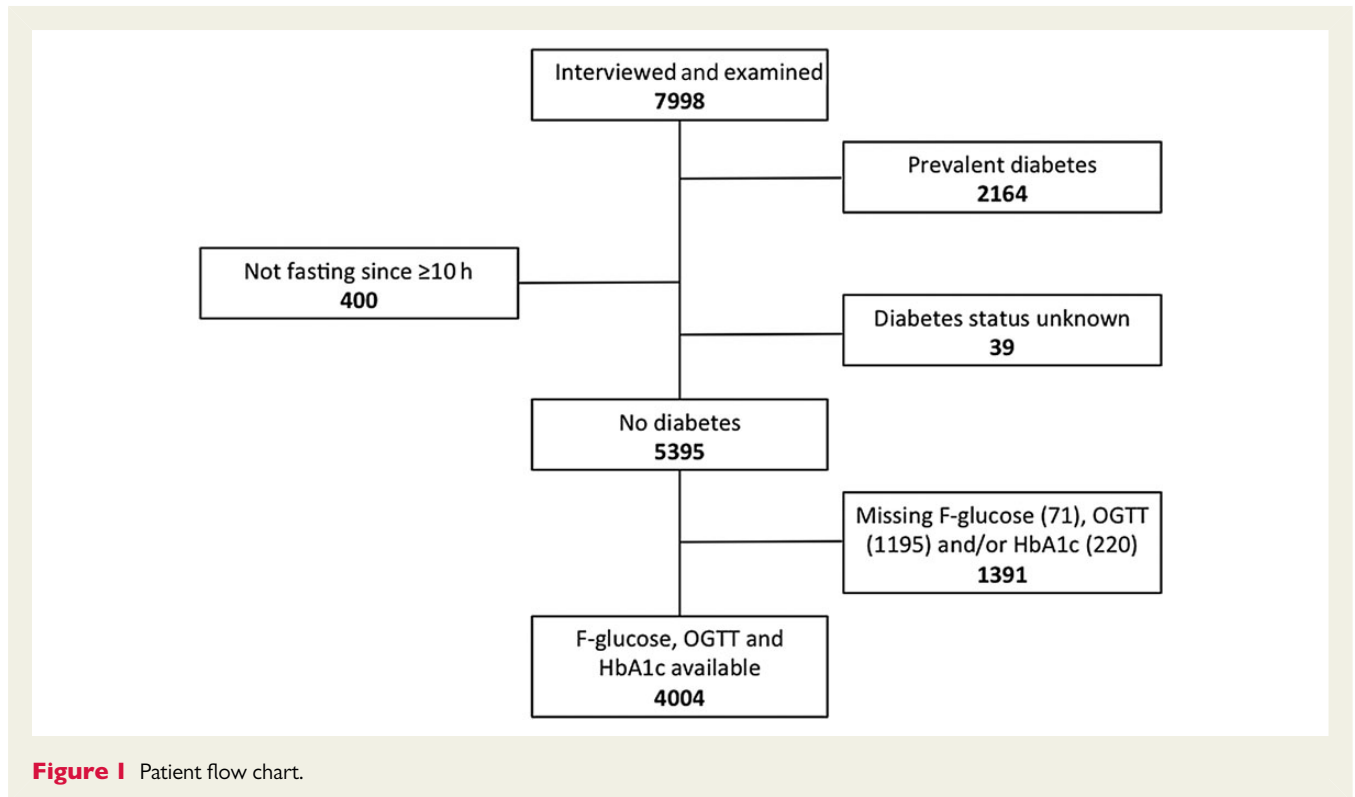 Interviewed and examined
7998
Prevalent diabetes
2164
Not fasting since ≥10 h
400
Diabetes status unknown
39
No diabetes
5395
Missing F-glucose (71), OGTT
(1195) and/or HbA1c (220)
1391
F-glucose, OGTT and
HbA1c available
4004
Figure 1 Patient flow chart.